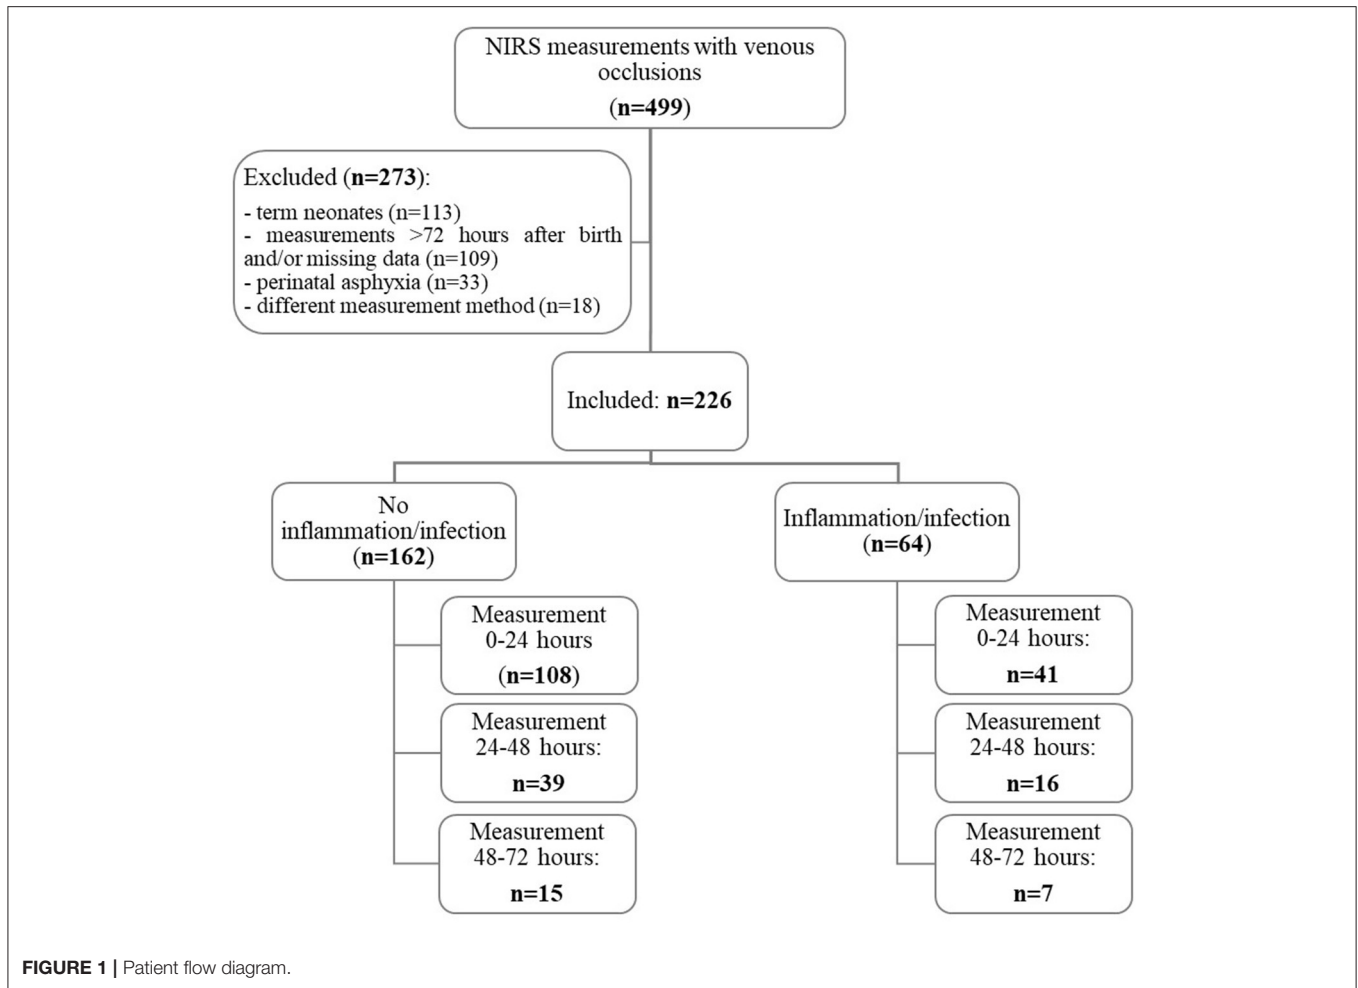 NIRS measurements with venous
occlusions
(n=499)
Excluded (n=273):
- term neonates (n=113)
- measurements >72 hours after birth
and/or missing data (n=109)
- perinatal asphyxia (n=33)
- different measurement method (n=18)
Included: n=226
No
inflammation/infection
(n=162)
Measurement
0-24 hours
(n=108)
Measurement
24-48 hours:
n=39
Measurement
48-72 hours:
n=15
Inflammation/infection
(n=64)
Measurement
0-24 hours:
n=41
Measurement
24-48 hours:
n=16
Measurement
48-72 hours:
n=7
FIGURE 1 | Patient flow diagram.